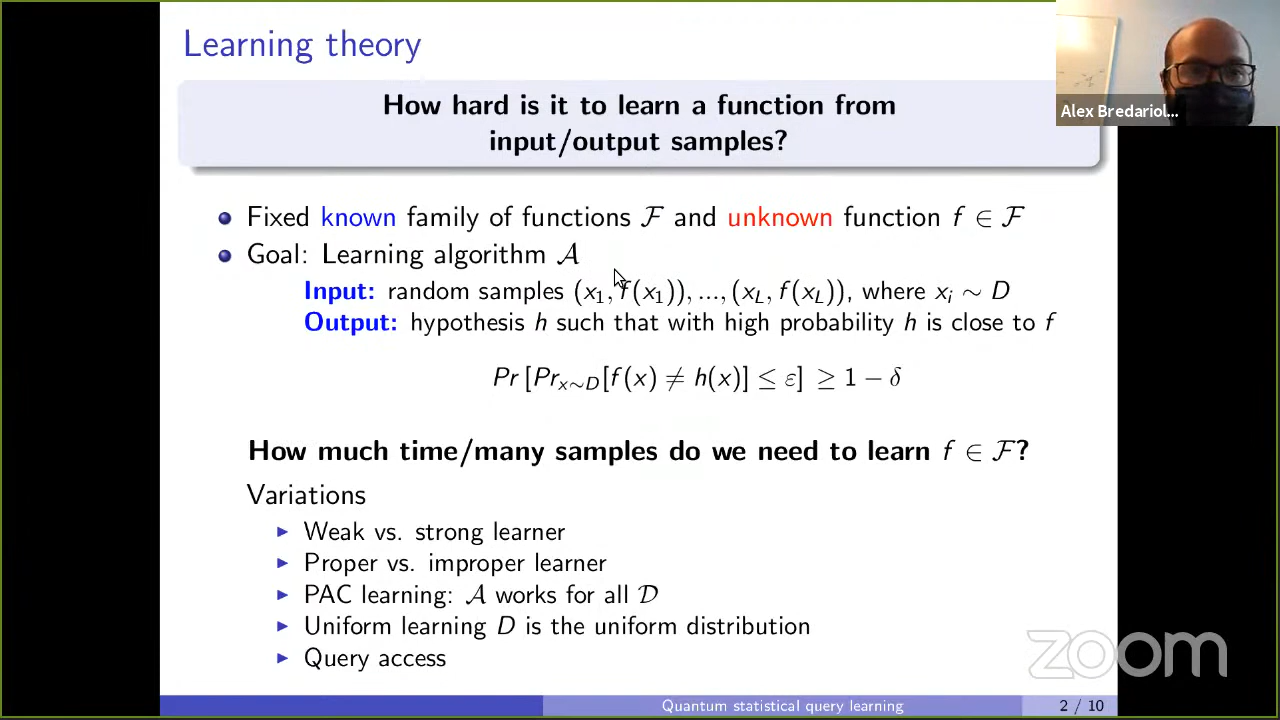 Learning theory
How hard is it to learn a function from
input/output samples?
Alex Bredariol...
Fixed known family of functions ℱ and unknown function f ∈ ℱ
Goal: Learning algorithm 𝒜
Input: random samples (x₁, f(x₁)), ..., (x_L, f(x_L)), where xᵢ ∼ D
Output: hypothesis h such that with high probability h is close to f
Pr [Pr_{x∼D}[f(x) ≠ h(x)] ≤ ε] ≥ 1 − δ
How much time/many samples do we need to learn f ∈ ℱ?
Variations
Weak vs. strong learner
Proper vs. improper learner
PAC learning: 𝒜 works for all 𝒟
Uniform learning D is the uniform distribution
Query access
zoom
Quantum statistical query learning
2 / 10